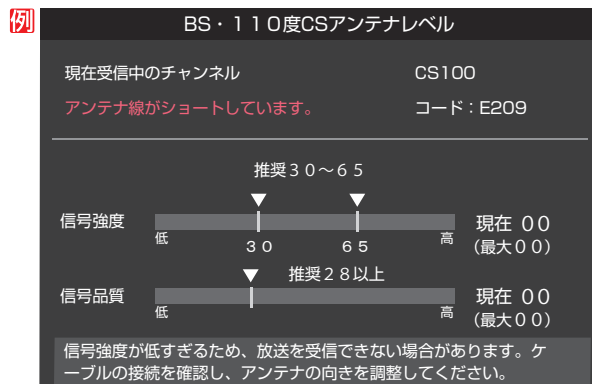 例
BS・110度CSアンテナレベル
現在受信中のチャンネル CS100
アンテナ線がショートしています。 コード：E209
推奨30～65
信号強度 現在 00
低 30 65 高 (最大00)
推奨28以上
信号品質 現在 00
低 高 (最大00)
信号強度が低すぎるため、放送を受信できない場合があります。ケ
ーブルの接続を確認し、アンテナの向きを調整してください。